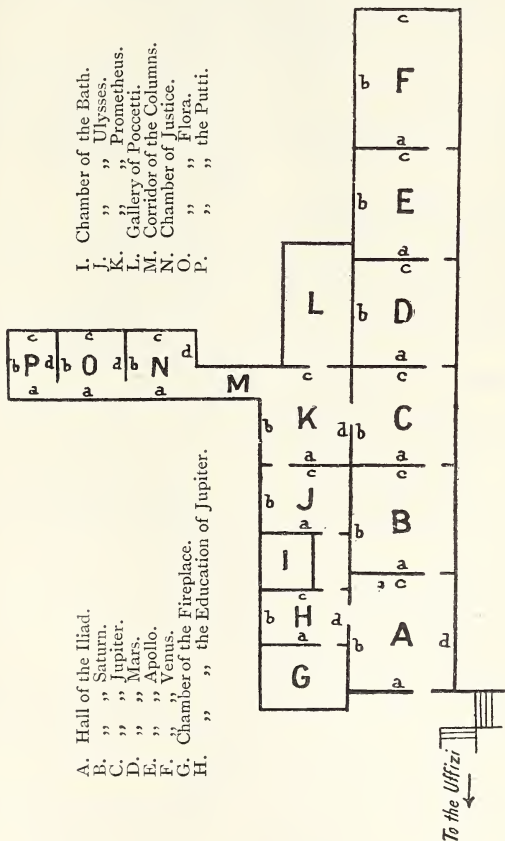 A. Hall of the Iliad.
B. ,, ,, Saturn.
C. ,, ,, Jupiter.
D. ,, ,, Mars.
E. ,, ,, Apollo.
F. ,, ,, Venus.
G. Chamber of the Fireplace.
H. ,, ,, the Education of Jupiter.
I. Chamber of the Bath.
J. ,, ,, Ulysses.
K. ,, ,, Prometheus.
L. Gallery of Poccetti.
M. Corridor of the Columns.
N. Chamber of Justice.
O. ,, ,, Flora.
P. ,, ,, the Putti.
c
b F
a
c
b E
a
c
b D
a
c
b C
a
c
b B
a
c
b A d
a
L
c c c
b P d b O d b N d
a a a
M
c
b K d
a
c
b J
a
I
c
b H d
a
G
To the Uffizi